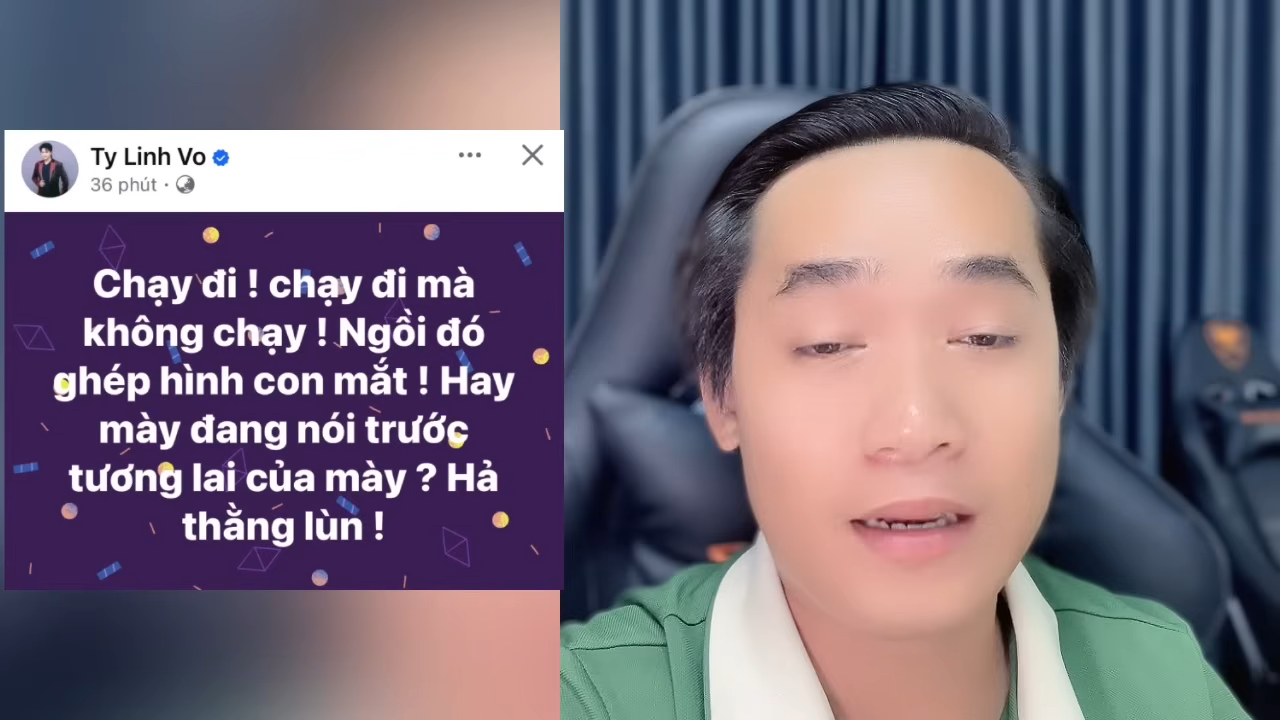 Ty Linh Vo
36 phút ·
Chạy đi ! chạy đi mà
không chạy ! Ngồi đó
ghép hình con mắt ! Hay
mày đang nói trước
tương lai của mày ? Hả
thằng lùn !